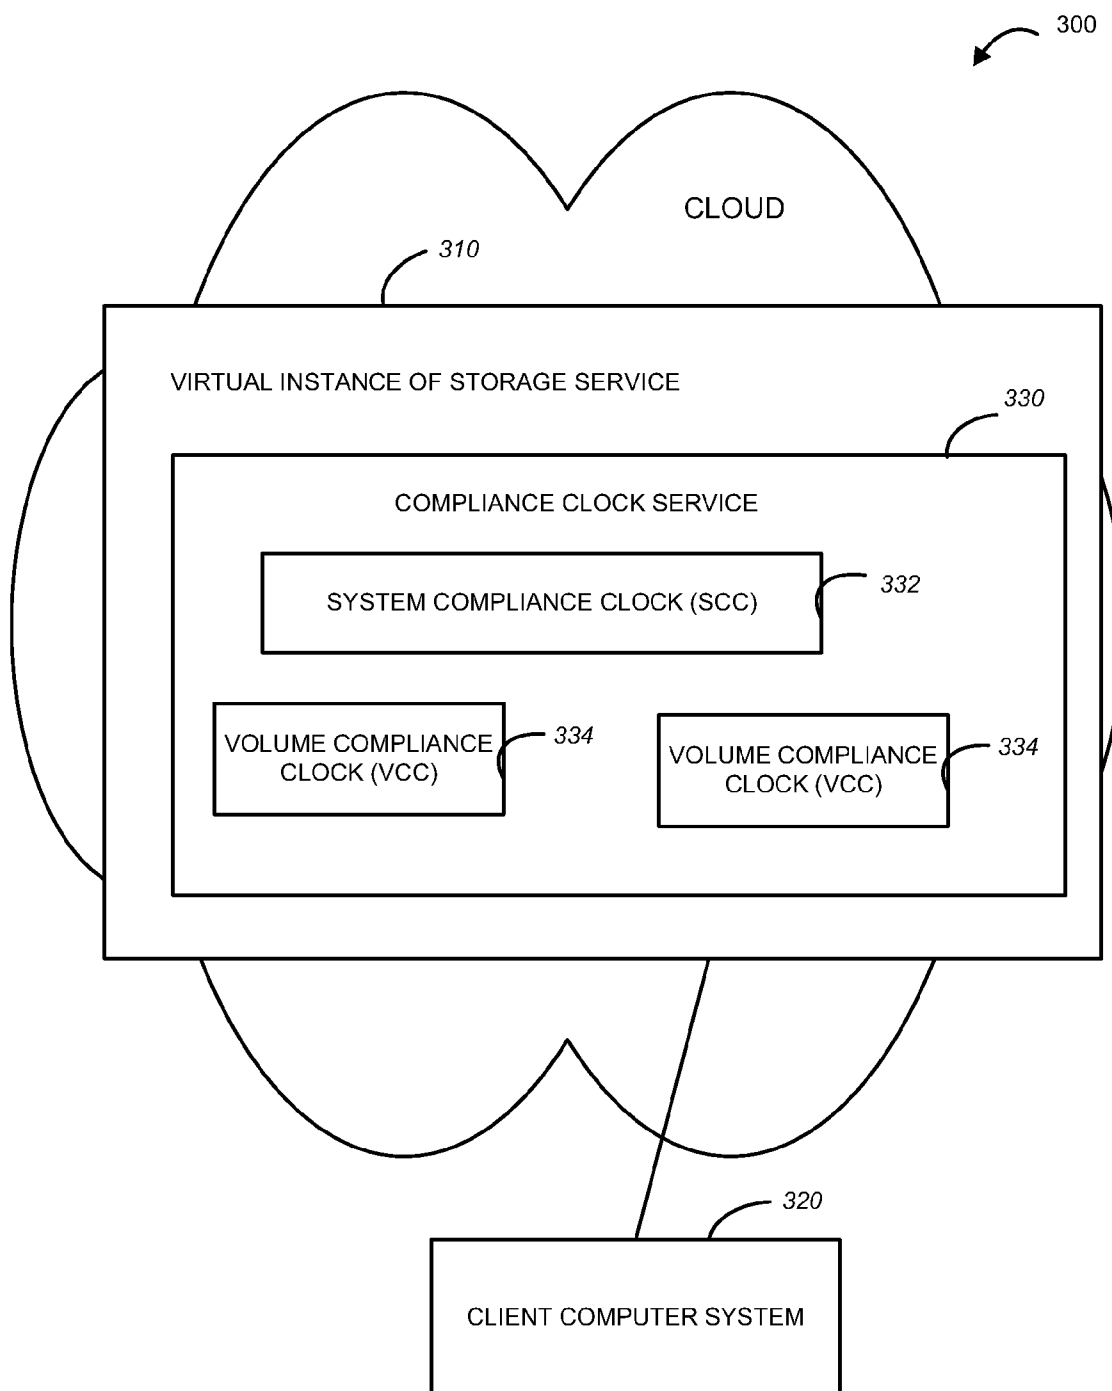 300
CLOUD
310
VIRTUAL INSTANCE OF STORAGE SERVICE
330
COMPLIANCE CLOCK SERVICE
SYSTEM COMPLIANCE CLOCK (SCC)
332
VOLUME COMPLIANCE
CLOCK (VCC)
334
VOLUME COMPLIANCE
CLOCK (VCC)
334
320
CLIENT COMPUTER SYSTEM